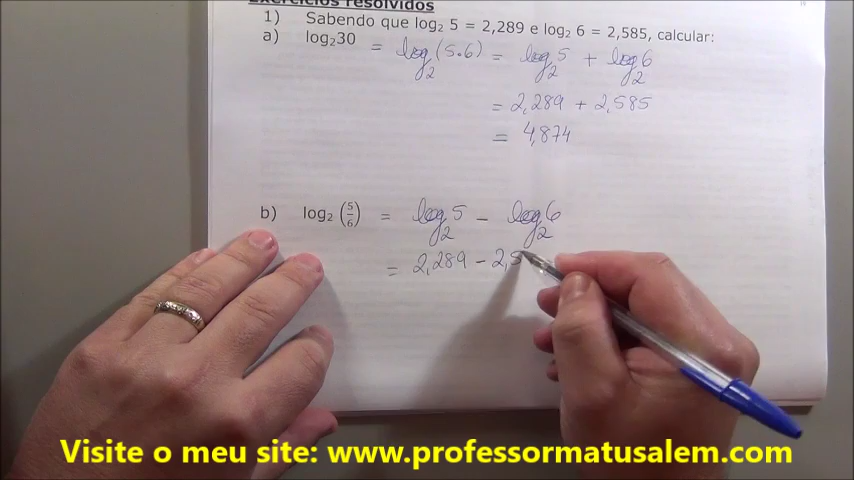 Exercícios resolvidos
1) Sabendo que log₂ 5 = 2,289 e log₂ 6 = 2,585, calcular:
a) log₂30 = log₂(5.6) = log₂5 + log₂6
= 2,289 + 2,585
= 4,874
b) log₂ (5/6) = log₂5 - log₂6
= 2,289 - 2,5
Visite o meu site: www.professormatusalem.com